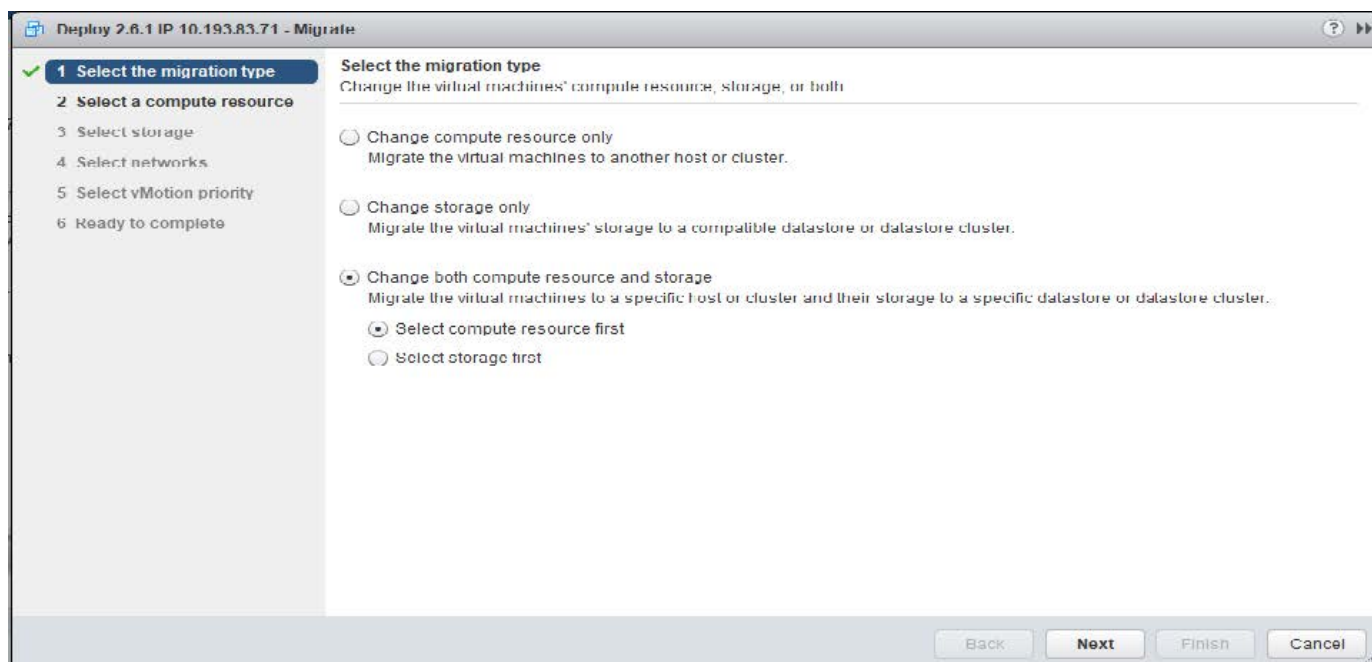 Deploy 2.6.1 IP 10.193.83.71 - Migrate
1 Select the migration type
2 Select a compute resource
3 Select storage
4 Select networks
5 Select vMotion priority
6 Ready to complete
Select the migration type
Change the virtual machines' compute resource, storage, or both
Change compute resource only
Migrate the virtual machines to another host or cluster.
Change storage only
Migrate the virtual machines' storage to a compatible datastore or datastore cluster.
Change both compute resource and storage
Migrate the virtual machines to a specific host or cluster and their storage to a specific datastore or datastore cluster.
Select compute resource first
Select storage first
Back Next Finish Cancel